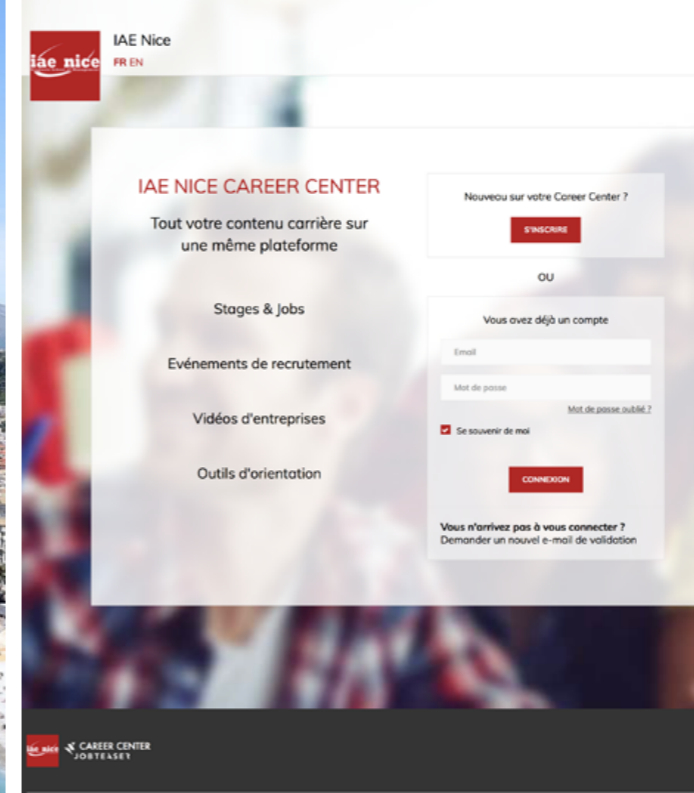 iae nice
IAE Nice
FR EN
IAE NICE CAREER CENTER
Tout votre contenu carrière sur
une même plateforme
Stages & Jobs
Evénements de recrutement
Vidéos d'entreprises
Outils d'orientation
Nouveau sur votre Career Center ?
S'INSCRIRE
OU
Vous avez déjà un compte
Email
Mot de passe
Mot de passe oublié ?
Se souvenir de moi
CONNEXION
Vous n'arrivez pas à vous connecter ?
Demander un nouvel e-mail de validation
iae nice
CAREER CENTER
JOBTEASER